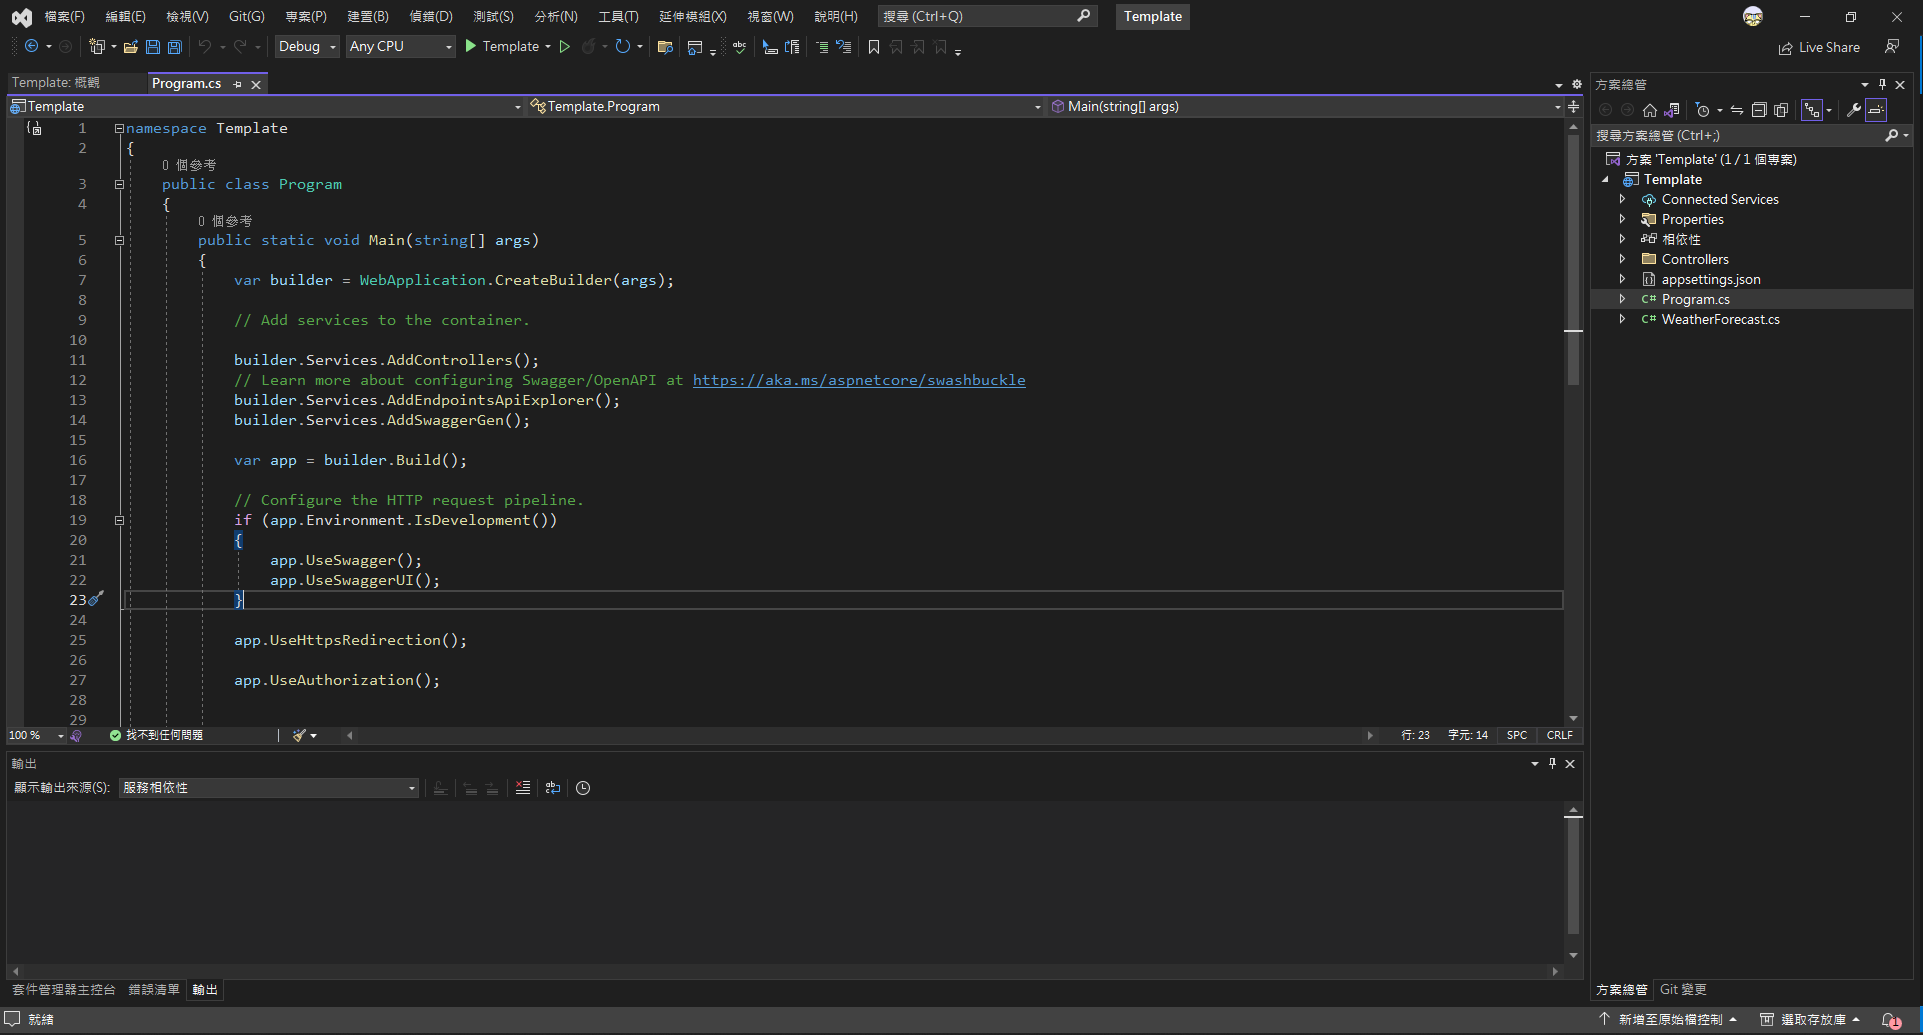 檔案(F) 編輯(E) 檢視(V) Git(G) 專案(P) 建置(B) 偵錯(D) 測試(S) 分析(N) 工具(T) 延伸模組(X) 視窗(W) 說明(H) 搜尋 (Ctrl+Q) Template
Debug Any CPU Template Live Share
Template: 概觀 Program.cs
Template Template.Program Main(string[] args)
1 namespace Template
2 {
0 個參考
3 public class Program
4 {
0 個參考
5 public static void Main(string[] args)
6 {
7 var builder = WebApplication.CreateBuilder(args);
8
9 // Add services to the container.
10
11 builder.Services.AddControllers();
12 // Learn more about configuring Swagger/OpenAPI at https://aka.ms/aspnetcore/swashbuckle
13 builder.Services.AddEndpointsApiExplorer();
14 builder.Services.AddSwaggerGen();
15
16 var app = builder.Build();
17
18 // Configure the HTTP request pipeline.
19 if (app.Environment.IsDevelopment())
20 {
21 app.UseSwagger();
22 app.UseSwaggerUI();
23 }
24
25 app.UseHttpsRedirection();
26
27 app.UseAuthorization();
28
29
100 % 找不到任何問題 行: 23 字元: 14 SPC CRLF
輸出
顯示輸出來源(S): 服務相依性
套件管理器主控台 錯誤清單 輸出
方案總管
搜尋方案總管 (Ctrl+;)
方案 'Template' (1 / 1 個專案)
Template
Connected Services
Properties
相依性
Controllers
appsettings.json
C# Program.cs
C# WeatherForecast.cs
方案總管 Git 變更
就緒 新增至原始檔控制 選取存放庫 1